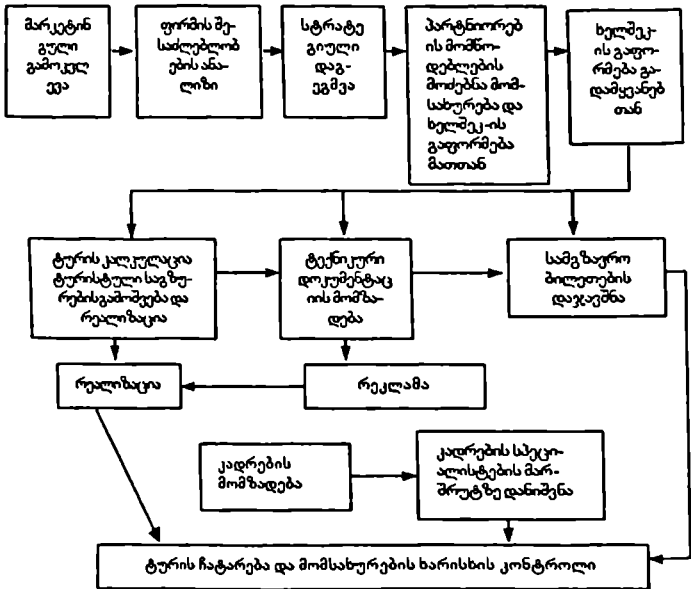 მარკეტინ
გული
გამოკვლ
ევა
ფირმის შე-
საძლებლობ
ების ანა-
ლიზი
სტრატე
გიული
დაგ-
ეგმვა
პარტნიორებ
ის მომწო-
დებლების
მოძებნა მომ-
სახურება და
ხელშეკ-ის
გაფორმება
მათთან
ხელშეკ-
ის გაფო-
რმება გა-
დამყვანებ
თან
ტურის კალკულაცია
ტურისტული საგზუ-
რებისგამოშვება და
რეალიზაცია
ტექნიკური
დოკუმენტაც
იის მომზა-
დება
სამგზავრო
ბილეთების
დაჯავშნა
რეალიზაცია
რეკლამა
კადრების
მომზადება
კადრების სპეცი-
ალისტების მარ-
შრუტზე დანიშვნა
ტურის ჩატარება და მომსახურების ხარისხის კონტროლი